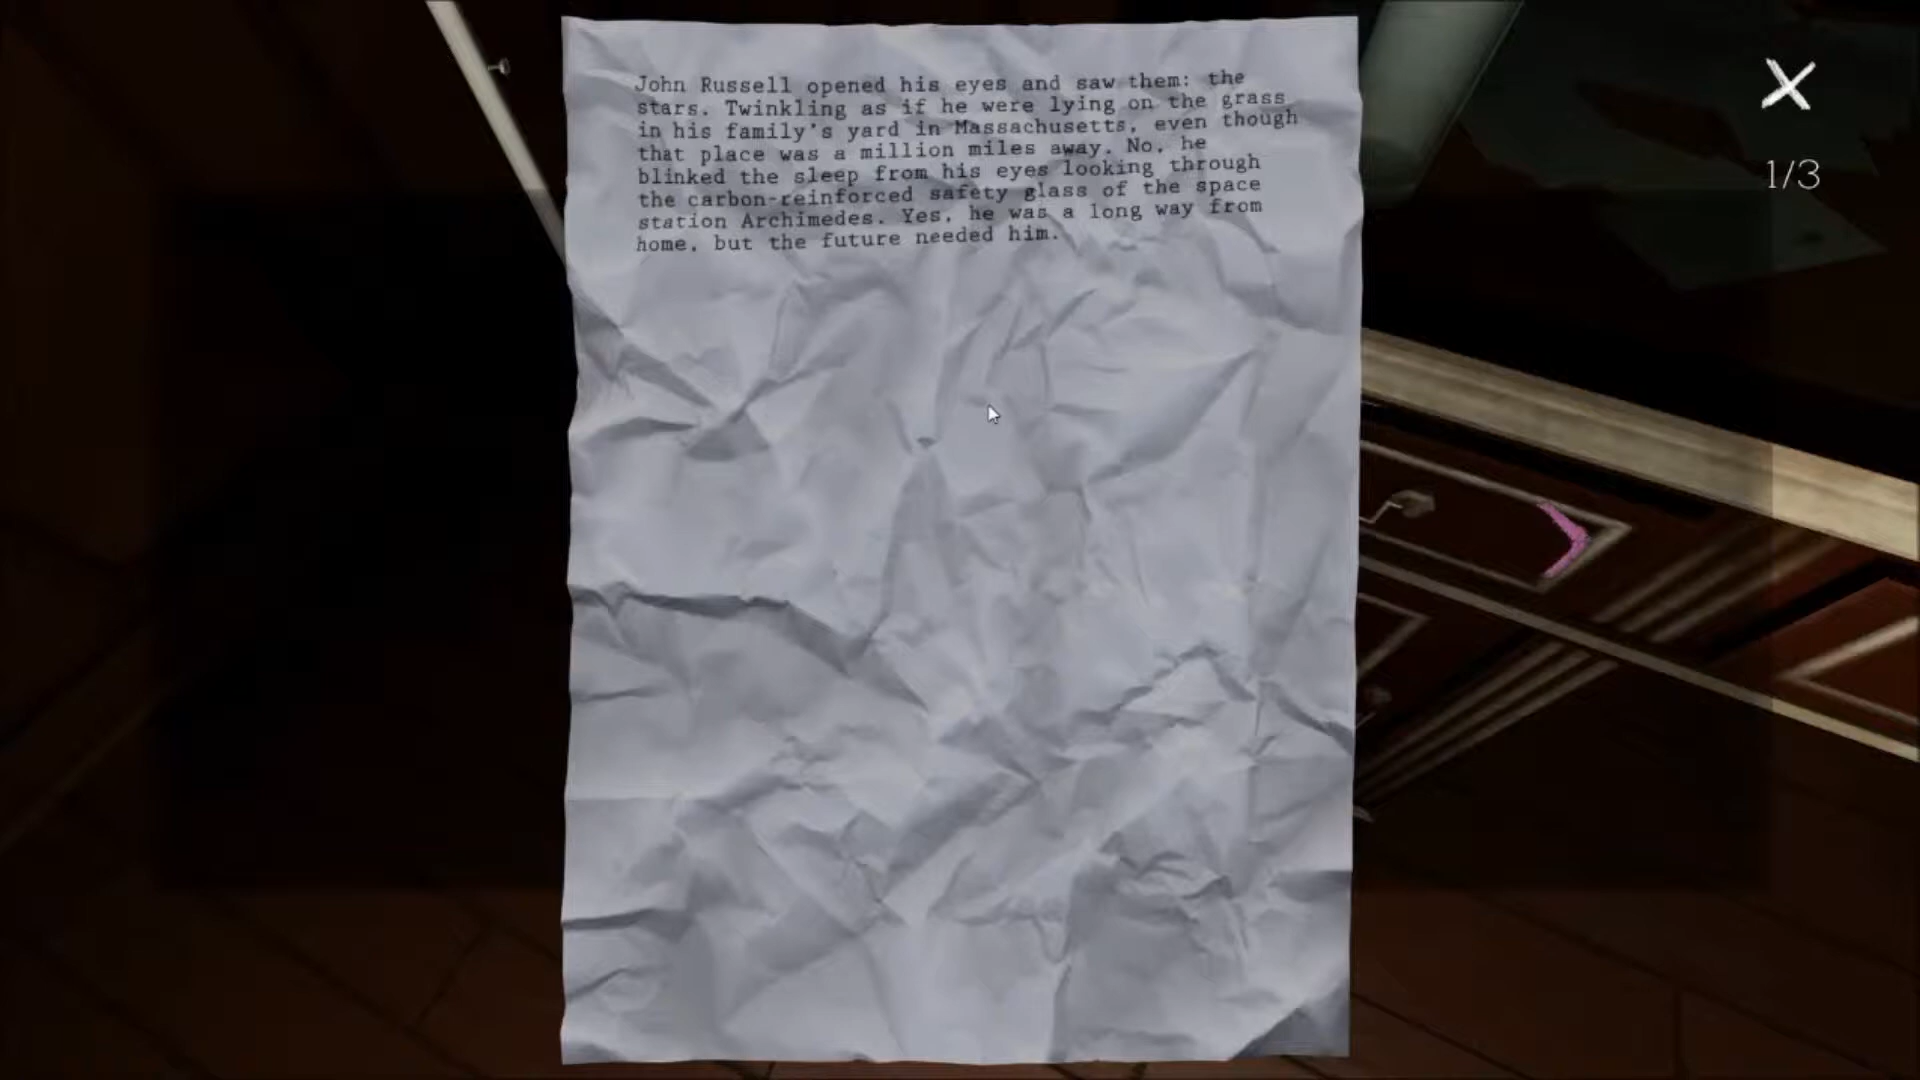 John Russell opened his eyes and saw them: the
stars. Twinkling as if he were lying on the grass
in his family's yard in Massachusetts, even though
that place was a million miles away. No, he
blinked the sleep from his eyes looking through
the carbon-reinforced safety glass of the space
station Archimedes. Yes, he was a long way from
home, but the future needed him.
1/3